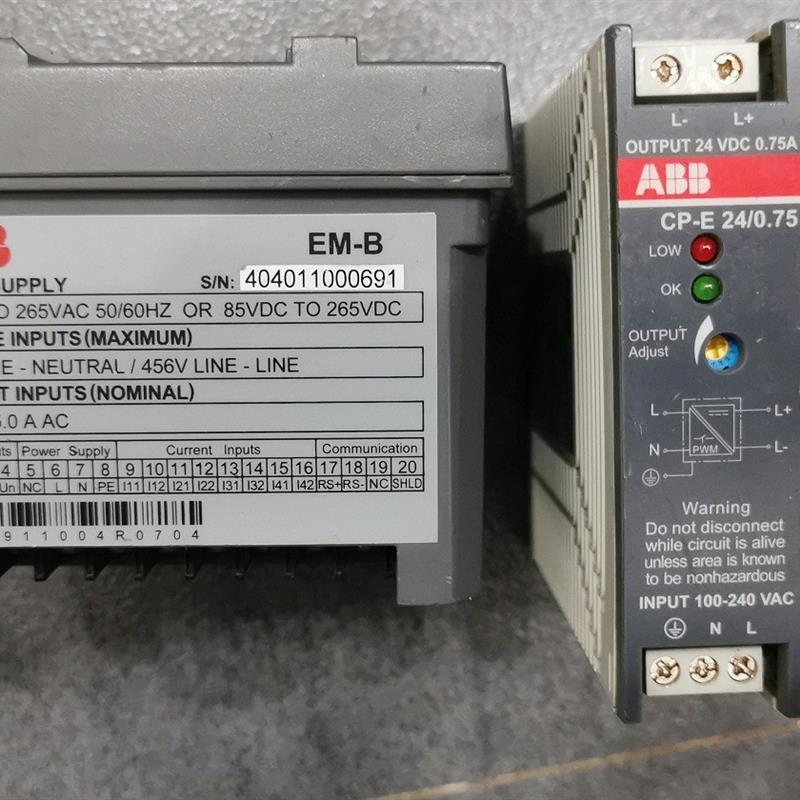 B
EM-B
SUPPLY
S/N: 404011000691
O 265VAC 50/60HZ OR 85VDC TO 265VDC
E INPUTS (MAXIMUM)
E - NEUTRAL / 456V LINE - LINE
T INPUTS (NOMINAL)
5.0 A AC
uts Power Supply Current Inputs Communication
4 5 6 7 8 9 10 11 12 13 14 15 16 17 18 19 20
Un NC L N PE I11 I12 I21 I22 I31 I32 I41 I42 RS+ RS- NC SHLD
911004R0704
L- L+
OUTPUT 24 VDC 0.75A
ABB
CP-E 24/0.75
LOW
OK
OUTPUT
Adjust
L L+
N L-
PWM
Warning
Do not disconnect
while circuit is alive
unless area is known
to be nonhazardous
INPUT 100-240 VAC
N L